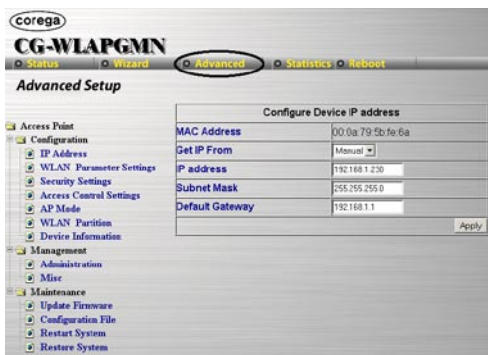 corega
CG-WLAPGMN
Status Wizard Advanced Statistics Reboot
Advanced Setup
Access Point
Configuration
IP Address
WLAN Parameter Settings
Security Settings
Access Control Settings
AP Mode
WLAN Partition
Device Information
Management
Administration
Misc
Maintenance
Update Firmware
Configuration File
Restart System
Restore System
Configure Device IP address
MAC Address 00:0a:79:5b:fe:6a
Get IP From Manual
IP address 192.168.1.230
Subnet Mask 255.255.255.0
Default Gateway 192.168.1.1
Apply